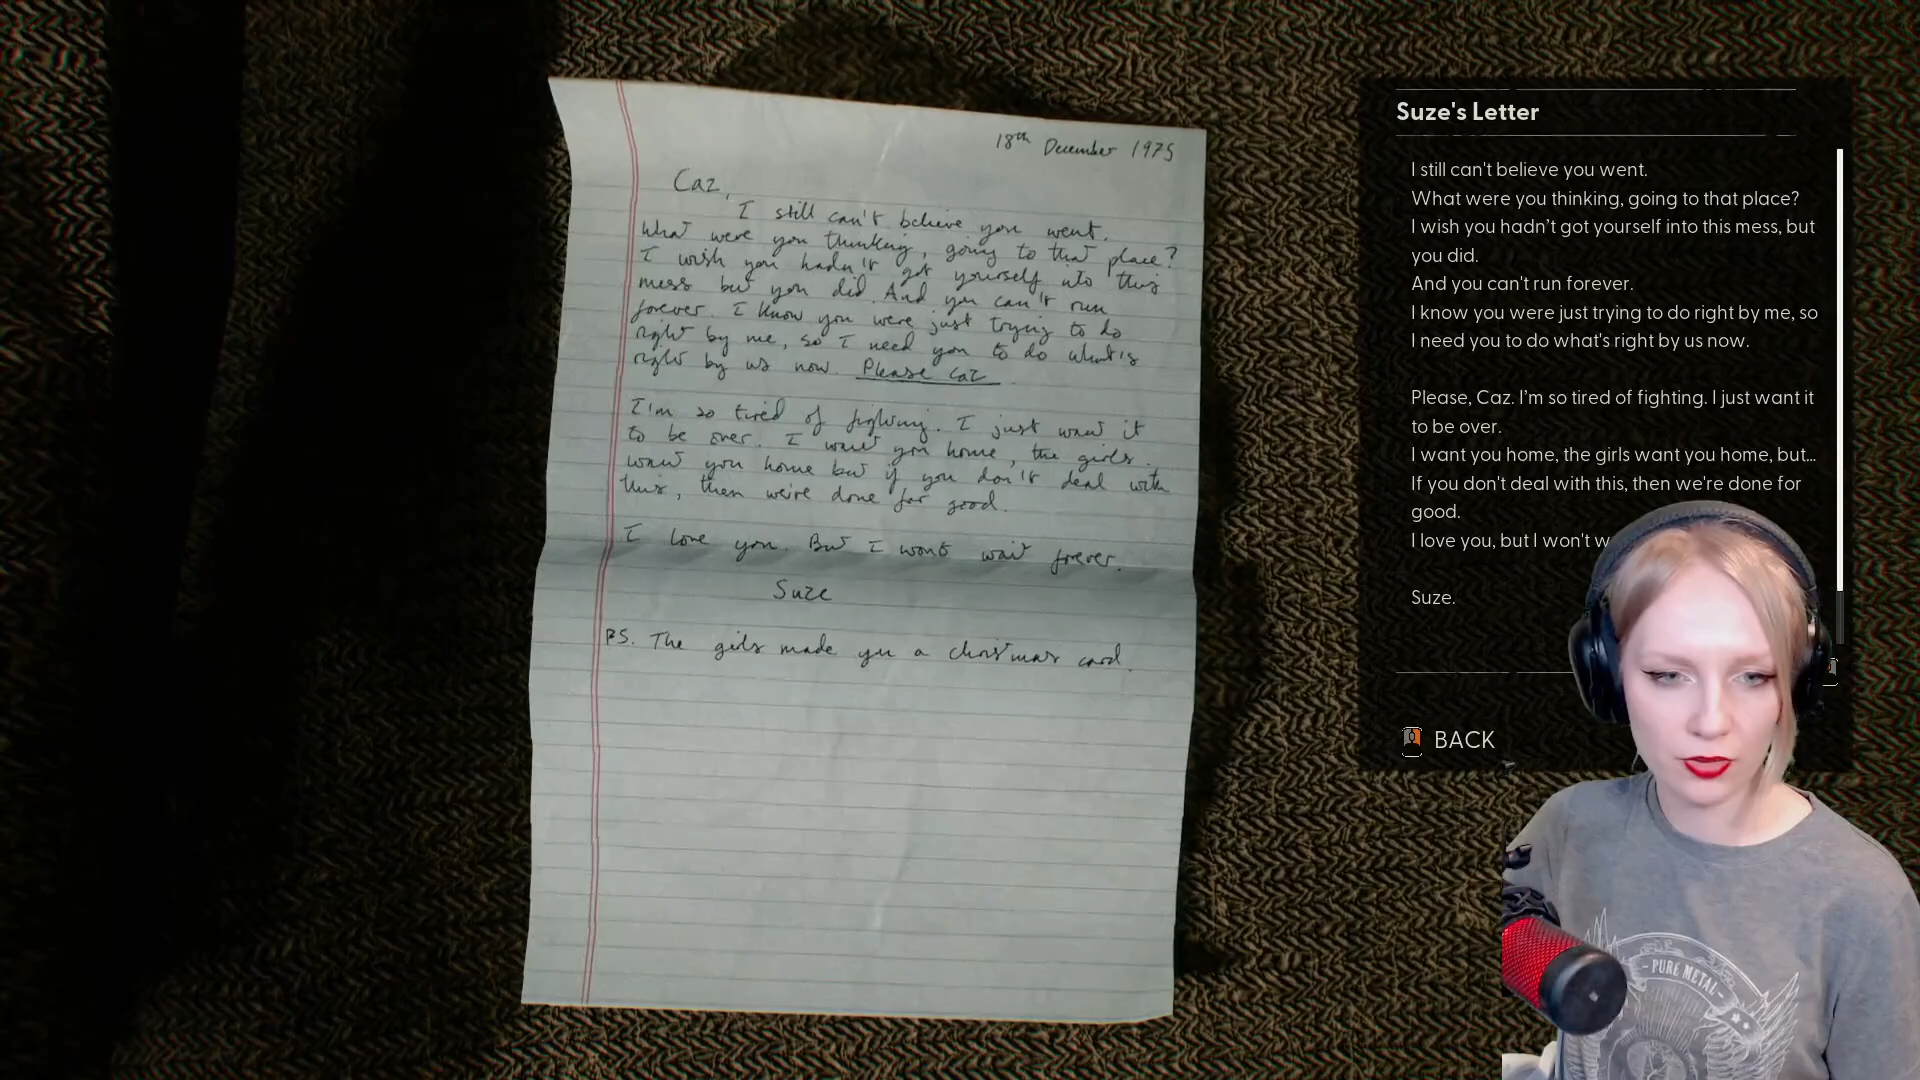 18th December 1975
Caz,
I still can't believe you went.
What were you thinking, going to that place?
I wish you hadn't got yourself into this
mess but you did. And you can't run
forever. I know you were just trying to do
right by me, so I need you to do what's
right by us now. Please Caz.
I'm so tired of fighting. I just want it
to be over. I want you home, the girls
want you home but if you don't deal with
this, then we're done for good.
I love you. But I wont wait forever.
Suze
P.S. The girls made you a christmas card.
Suze's Letter
I still can't believe you went.
What were you thinking, going to that place?
I wish you hadn’t got yourself into this mess, but
you did.
And you can't run forever.
I know you were just trying to do right by me, so
I need you to do what's right by us now.
Please, Caz. I’m so tired of fighting. I just want it
to be over.
I want you home, the girls want you home, but...
If you don't deal with this, then we're done for
good.
I love you, but I won't w
Suze.
BACK
- PURE METAL -